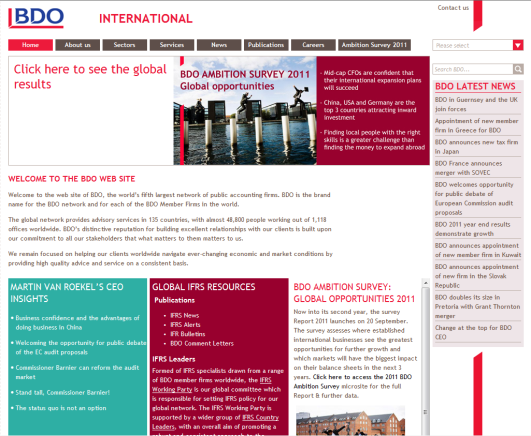 Contact us
BDO
INTERNATIONAL
Home
About us
Sectors
Services
News
Publications
Careers
Ambition Survey 2011
Please select
Click here to see the global
results
BDO AMBITION SURVEY 2011
Global opportunities
- Mid-cap CFOs are confident that
their international expansion plans
will succeed
- China, USA and Germany are the
top 3 countries attracting inward
investment
- Finding local people with the right
skills is a greater challenge than
finding the money to expand abroad
Search BDO...
BDO LATEST NEWS
BDO in Guernsey and the UK
join forces
Appointment of new member
firm in Greece for BDO
BDO announces new tax firm
in Japan
BDO France announces
merger with SOVEC
BDO welcomes opportunity
for public debate of
European Commission audit
proposals
BDO 2011 year end results
demonstrate growth
BDO announces appointment
of new member firm in Kuwait
BDO announces appointment
of new firm in the Slovak
Republic
BDO doubles its size in
Pretoria with Grant Thornton
merger
Change at the top for BDO
CEO
WELCOME TO THE BDO WEB SITE
Welcome to the web site of BDO, the world's fifth largest network of public accounting firms. BDO is the brand
name for the BDO network and for each of the BDO Member Firms in the world.
The global network provides advisory services in 135 countries, with almost 48,800 people working out of 1,118
offices worldwide. BDO's distinctive reputation for building excellent relationships with our clients is built upon
our commitment to all our stakeholders that what matters to them matters to us.
We remain focused on helping our clients worldwide navigate ever-changing economic and market conditions by
providing high quality advice and service on a consistent basis.
MARTIN VAN ROEKEL'S CEO
INSIGHTS
• Business confidence and the advantages of
doing business in China
• Welcoming the opportunity for public debate
of the EC audit proposals
• Commissioner Barnier can reform the audit
market
• Stand tall, Commissioner Barnier!
• The status quo is not an option
GLOBAL IFRS RESOURCES
Publications
• IFRS News
• IFRS Alerts
• IFR Bulletins
• BDO Comment Letters
IFRS Leaders
Formed of IFRS specialists drawn from a range
of BDO member firms worldwide, the IFRS
Working Party is our global committee which
is responsible for setting IFRS policy for our
global network. The IFRS Working Party is
supported by a wider group of IFRS Country
Leaders, with an overall aim of promoting a
BDO AMBITION SURVEY:
GLOBAL OPPORTUNITIES 2011
Now into its second year, the survey
Report 2011 launches on 20 September.
The survey assesses where established
international businesses see the greatest
opportunities for further growth and
which markets will have the biggest impact
on their balance sheets in the next 3
years. Click here to access the 2011 BDO
Ambition Survey microsite for the full
Report & further data.